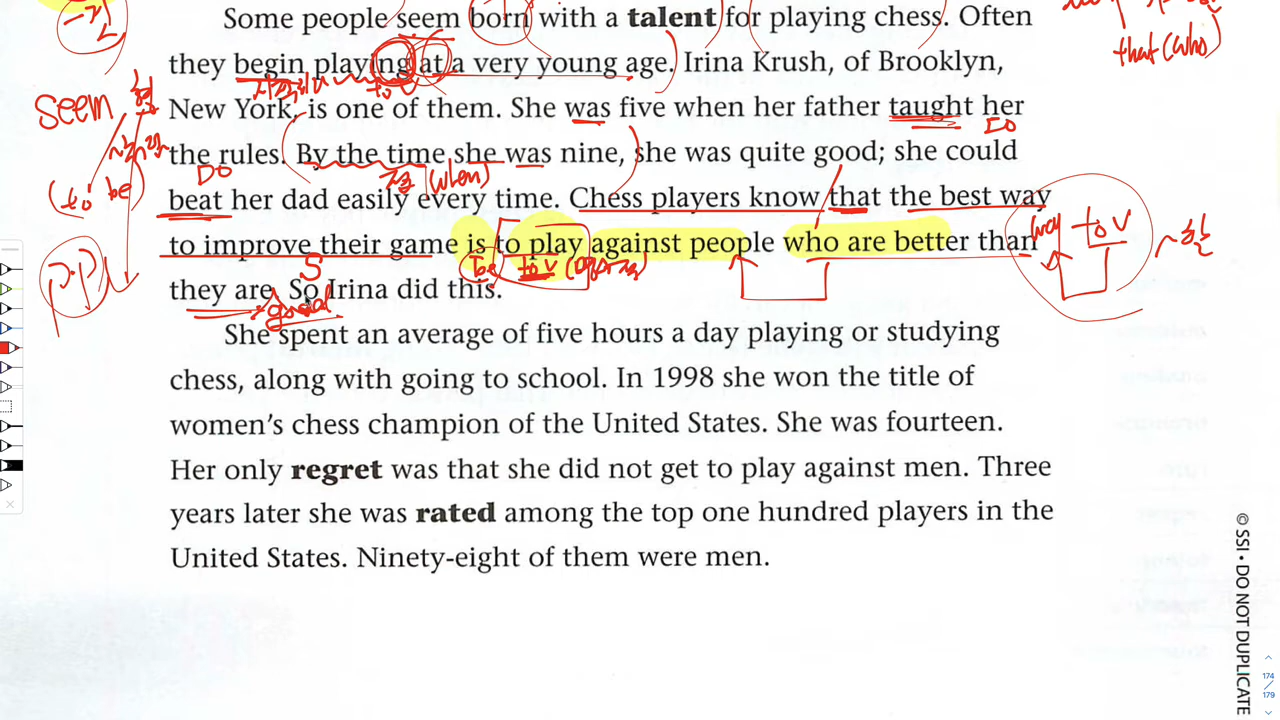 Some people seem born with a talent for playing chess. Often
that (who)
they begin playing at a very young age. Irina Krush, of Brooklyn,
to V
seem 형
New York, is one of them. She was five when her father taught her
IO
the rules. By the time she was nine, she was quite good; she could
DO
(when)
(to be)
beat her dad easily every time. Chess players know that the best way
to improve their game is to play against people who are better than
way to V ~할
be to V
p.p
S
they are. So Irina did this.
good
She spent an average of five hours a day playing or studying
chess, along with going to school. In 1998 she won the title of
women's chess champion of the United States. She was fourteen.
Her only regret was that she did not get to play against men. Three
years later she was rated among the top one hundred players in the
United States. Ninety-eight of them were men.
© SSI • DO NOT DUPLICATE
174
179